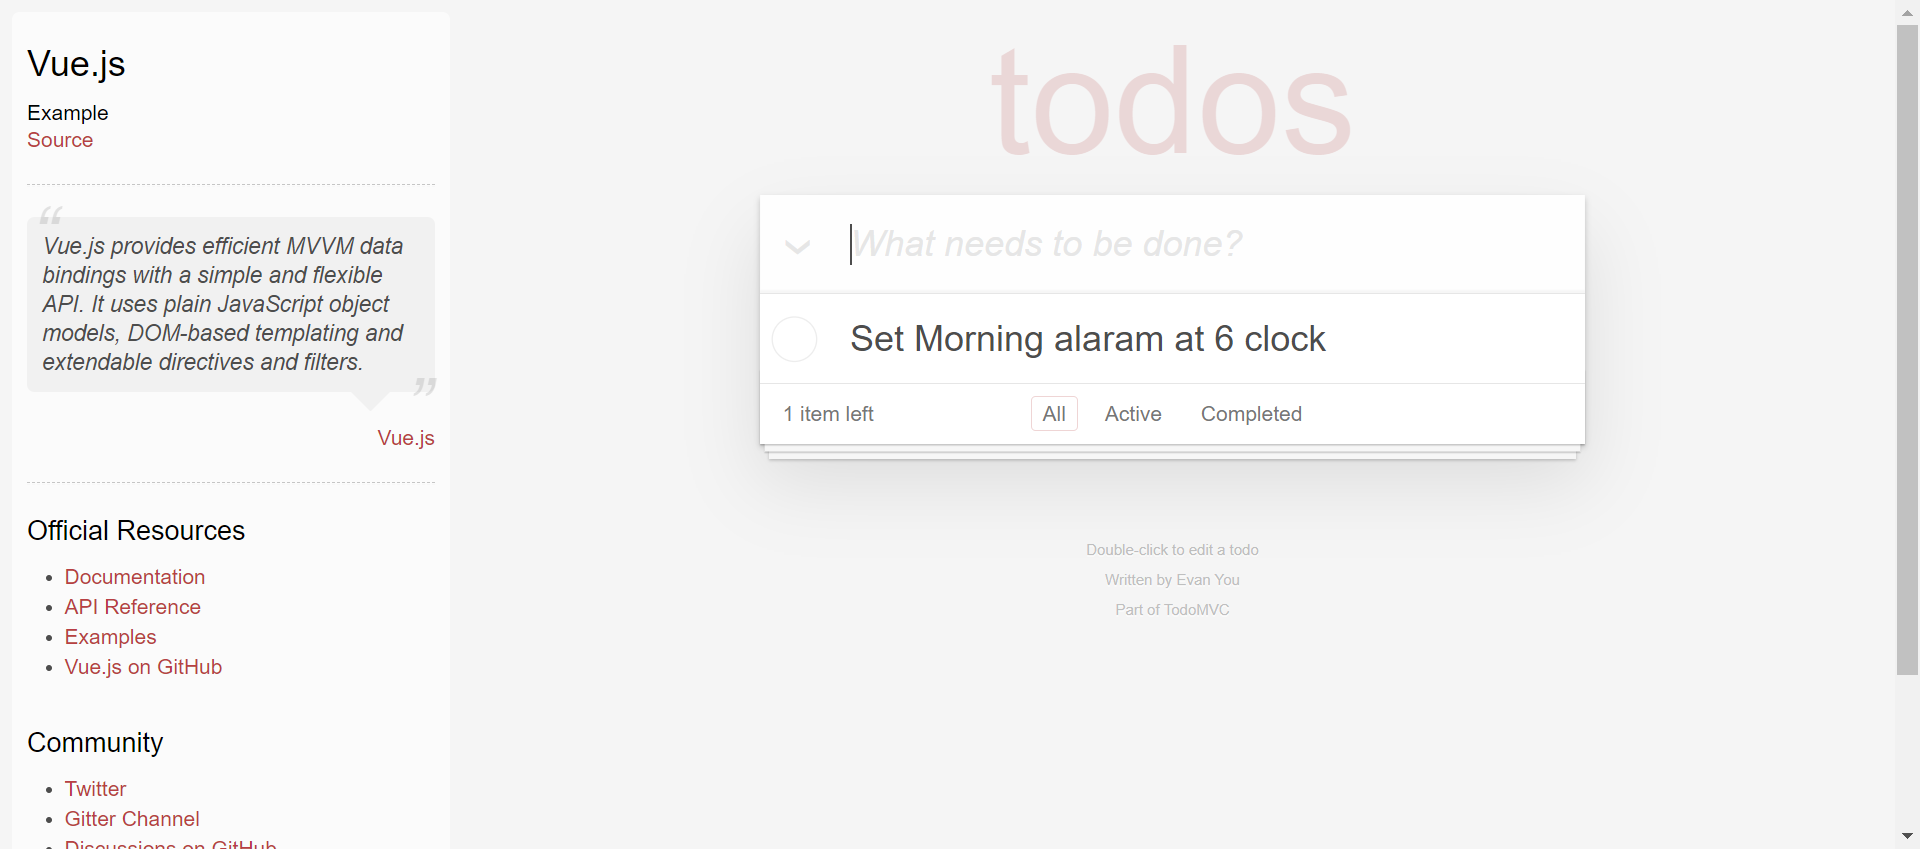 Vue.js
Example
Source
“
Vue.js provides efficient MVVM data
bindings with a simple and flexible
API. It uses plain JavaScript object
models, DOM-based templating and
extendable directives and filters.
”
Vue.js
Official Resources
• Documentation
• API Reference
• Examples
• Vue.js on GitHub
Community
• Twitter
• Gitter Channel
• Discussions on GitHub
todos
What needs to be done?
Set Morning alaram at 6 clock
1 item left All Active Completed
Double-click to edit a todo
Written by Evan You
Part of TodoMVC